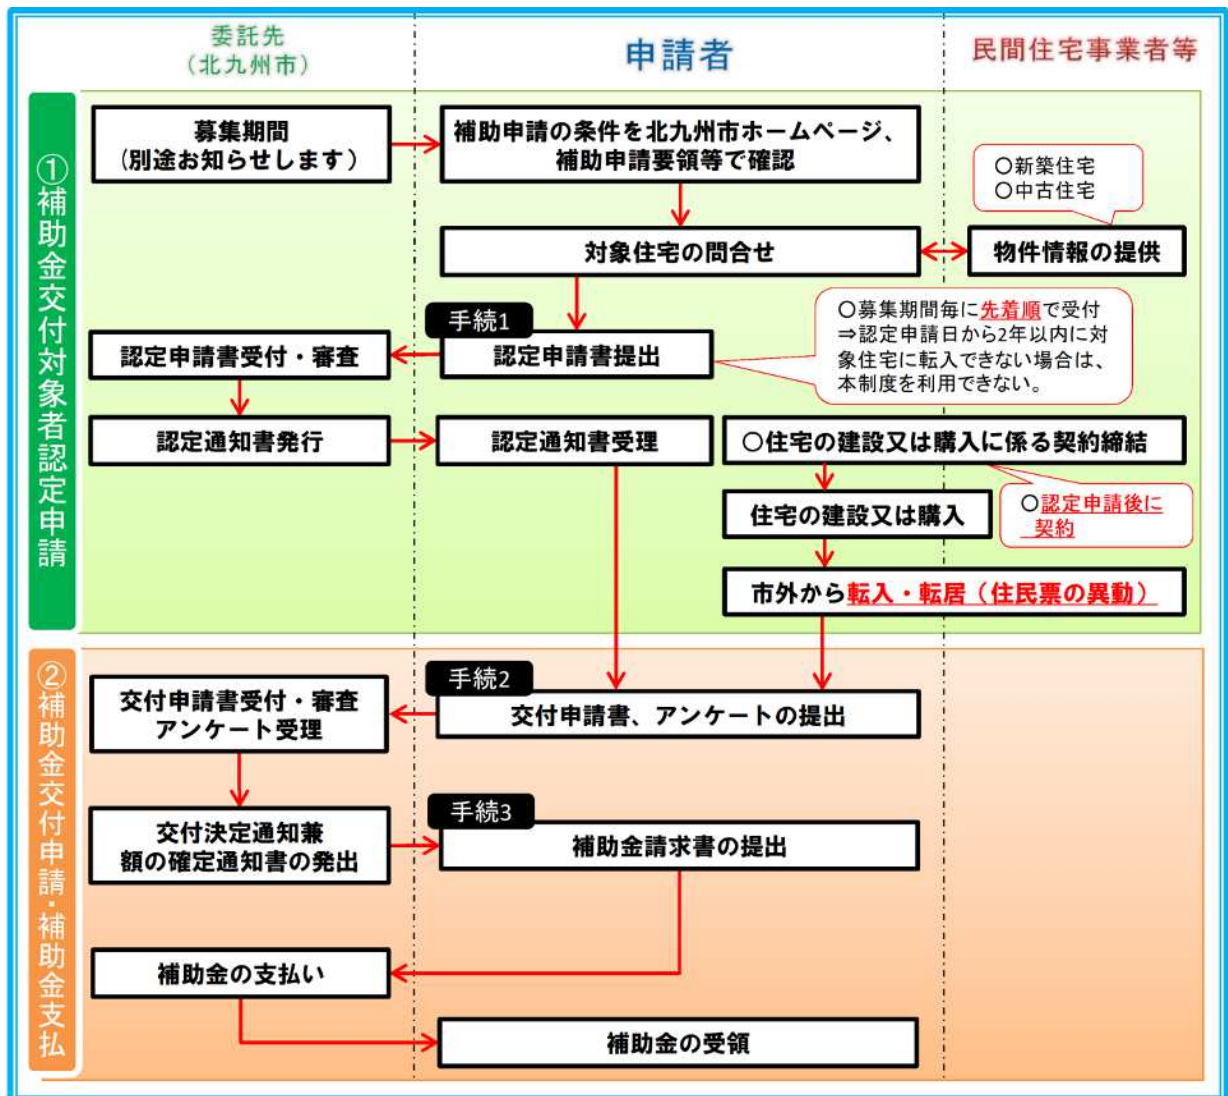 委託先
(北九州市)
申請者
民間住宅事業者等
①補助金交付対象者認定申請
募集期間
(別途お知らせします)
補助申請の条件を北九州市ホームページ、
補助申請要領等で確認
○新築住宅
○中古住宅
対象住宅の問合せ
物件情報の提供
手続1
認定申請書提出
認定申請書受付・審査
○募集期間毎に先着順で受付
⇒認定申請日から2年以内に対
象住宅に転入できない場合は、
本制度を利用できない。
認定通知書発行
認定通知書受理
○住宅の建設又は購入に係る契約締結
住宅の建設又は購入
○認定申請後に
契約
市外から転入・転居(住民票の異動)
②補助金交付申請・補助金支払
手続2
交付申請書、アンケートの提出
交付申請書受付・審査
アンケート受理
交付決定通知兼
額の確定通知書の発出
手続3
補助金請求書の提出
補助金の支払い
補助金の受領